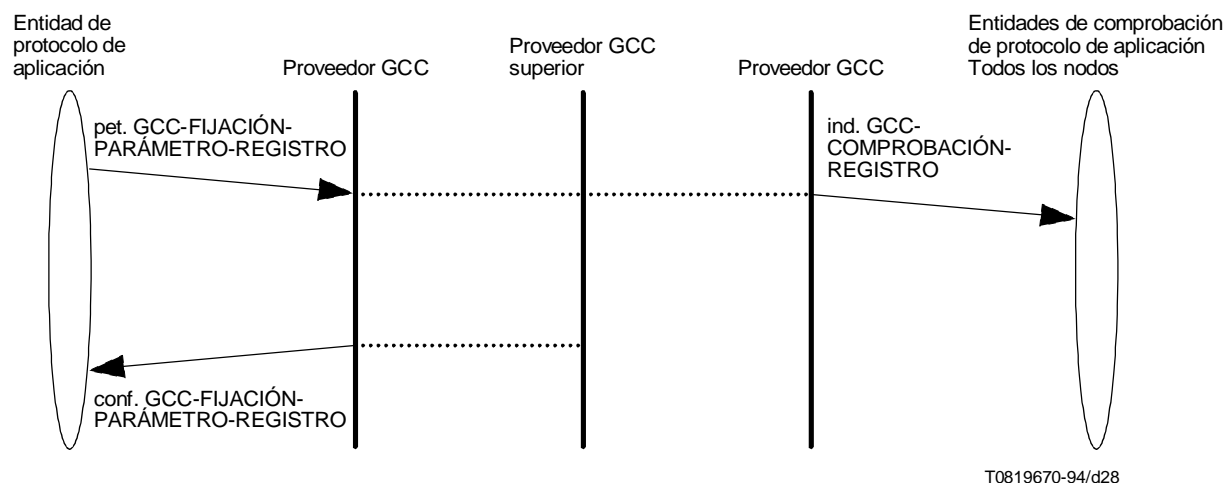 Entidad de
protocolo de
aplicación
Proveedor GCC
Proveedor GCC
superior
Proveedor GCC
Entidades de comprobación
de protocolo de aplicación
Todos los nodos
pet. GCC-FIJACIÓN-
PARÁMETRO-REGISTRO
ind. GCC-
COMPROBACIÓN-
REGISTRO
conf. GCC-FIJACIÓN-
PARÁMETRO-REGISTRO
T0819670-94/d28